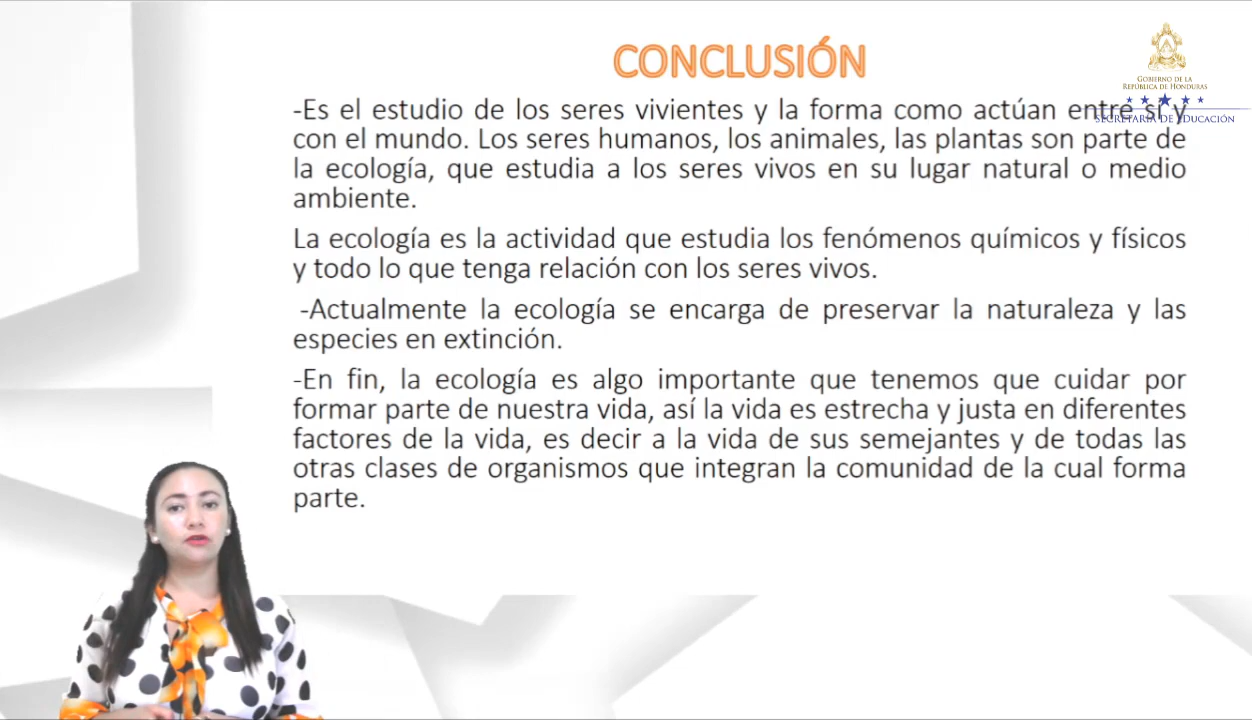 CONCLUSIÓN
GOBIERNO DE LA
REPÚBLICA DE HONDURAS
SECRETARÍA DE EDUCACIÓN
-Es el estudio de los seres vivientes y la forma como actúan entre sí y
con el mundo. Los seres humanos, los animales, las plantas son parte de
la ecología, que estudia a los seres vivos en su lugar natural o medio
ambiente.
La ecología es la actividad que estudia los fenómenos químicos y físicos
y todo lo que tenga relación con los seres vivos.
-Actualmente la ecología se encarga de preservar la naturaleza y las
especies en extinción.
-En fin, la ecología es algo importante que tenemos que cuidar por
formar parte de nuestra vida, así la vida es estrecha y justa en diferentes
factores de la vida, es decir a la vida de sus semejantes y de todas las
otras clases de organismos que integran la comunidad de la cual forma
parte.